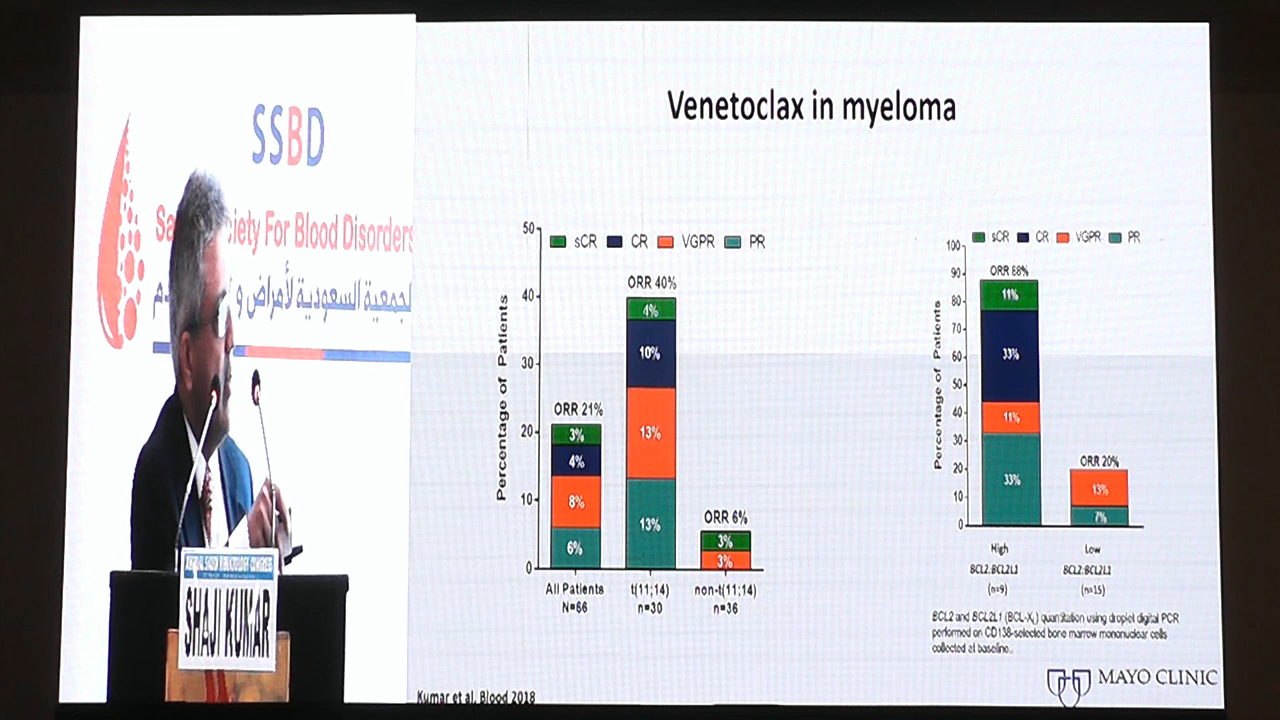 SSBD
iety For Blood Disorders
الجمعية السعودية لأمراض و
SHAJI KUMAR
Venetoclax in myeloma
sCR CR VGPR PR
Percentage of Patients
50
40
30
20
10
0
ORR 21%
3%
4%
8%
6%
ORR 40%
4%
10%
13%
13%
ORR 6%
3%
3%
All Patients
N=66
t(11;14)
n=30
non-t(11;14)
n=36
sCR CR VGPR PR
Percentage of Patients
100
90
80
70
60
50
40
30
20
10
0
ORR 88%
11%
33%
11%
33%
ORR 20%
13%
7%
High
BCL2:BCL2L1
(n=9)
Low
BCL2:BCL2L1
(n=15)
BCL2 and BCL2L1 (BCL-XL) quantitation using droplet digital PCR
performed on CD138-selected bone marrow mononuclear cells
collected at baseline..
Kumar et al, Blood 2018
MAYO CLINIC